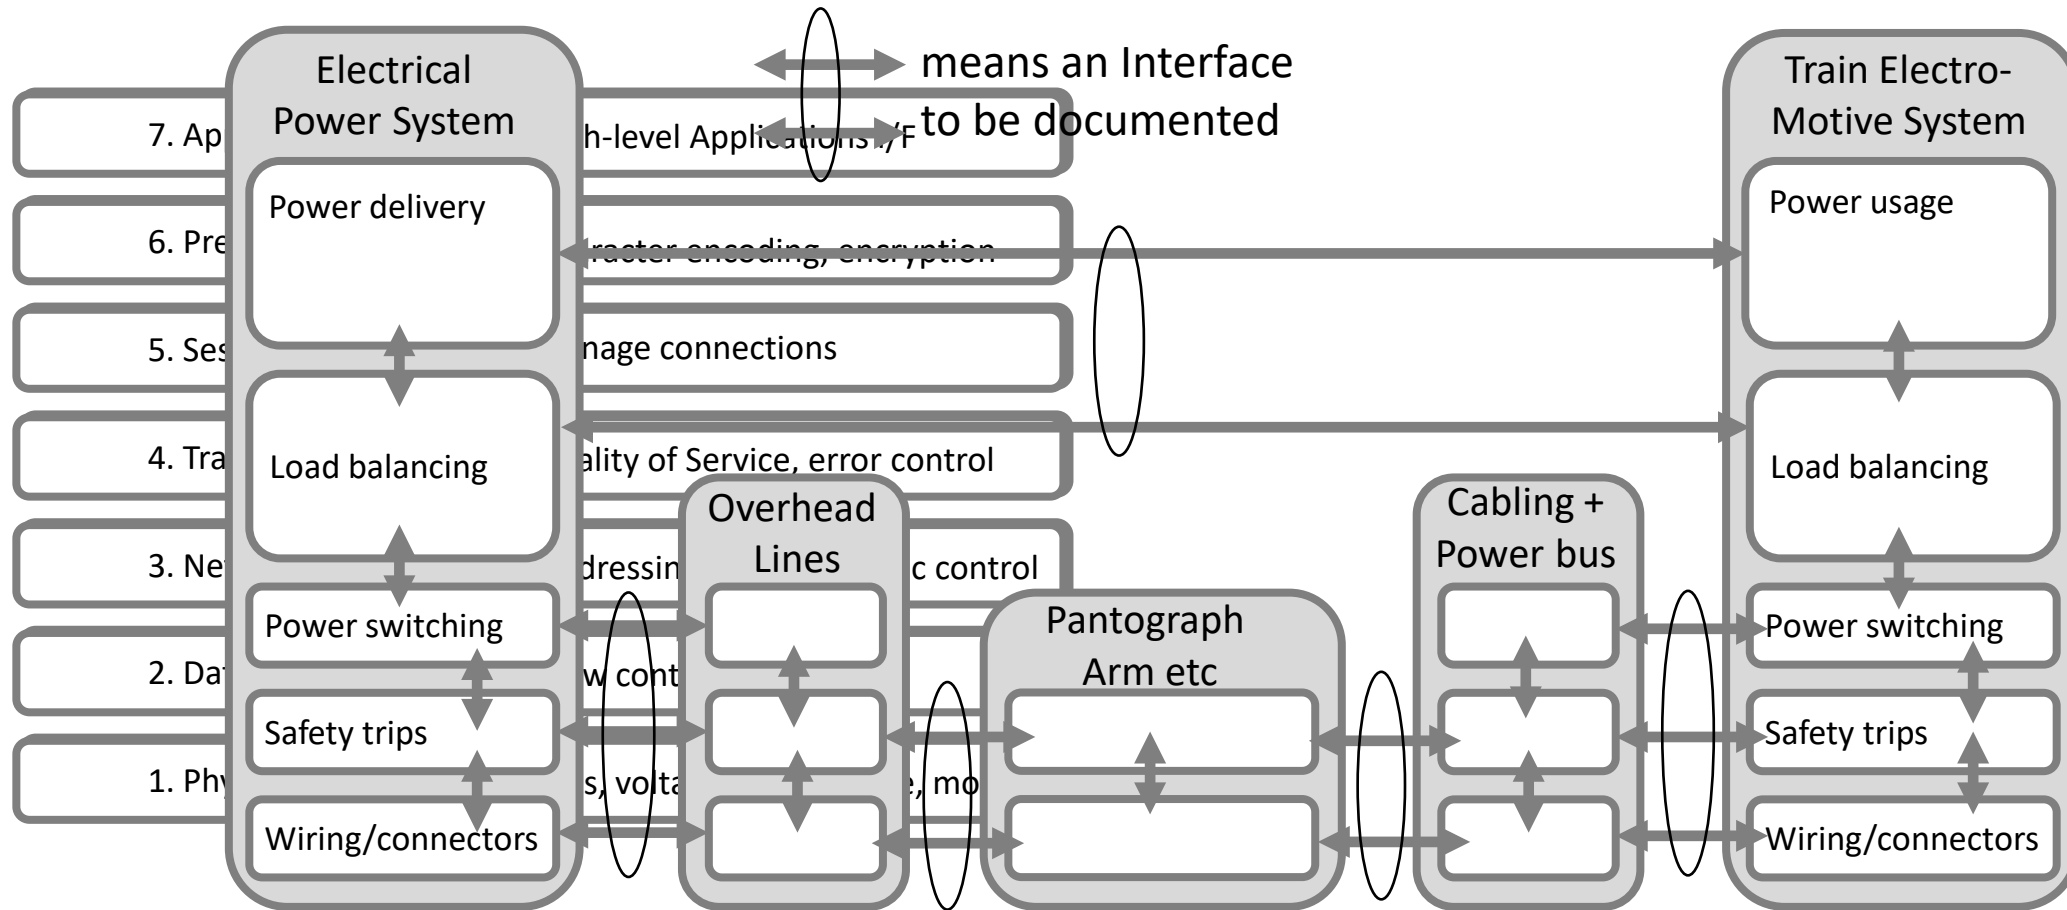 Electrical
Power System
means an Interface
to be documented
Train Electro-
Motive System
7. Ap
h-level Applications I/F
Power delivery
Power usage
6. Pre
racter encoding, encryption
5. Ses
nage connections
4. Tra
ality of Service, error control
Load balancing
Load balancing
Overhead
Lines
Cabling +
Power bus
3. Ne
dressin
c control
Power switching
Pantograph
Arm etc
Power switching
2. Da
w cont
Safety trips
Safety trips
1. Phy
s, volta
e, mo
Wiring/connectors
Wiring/connectors